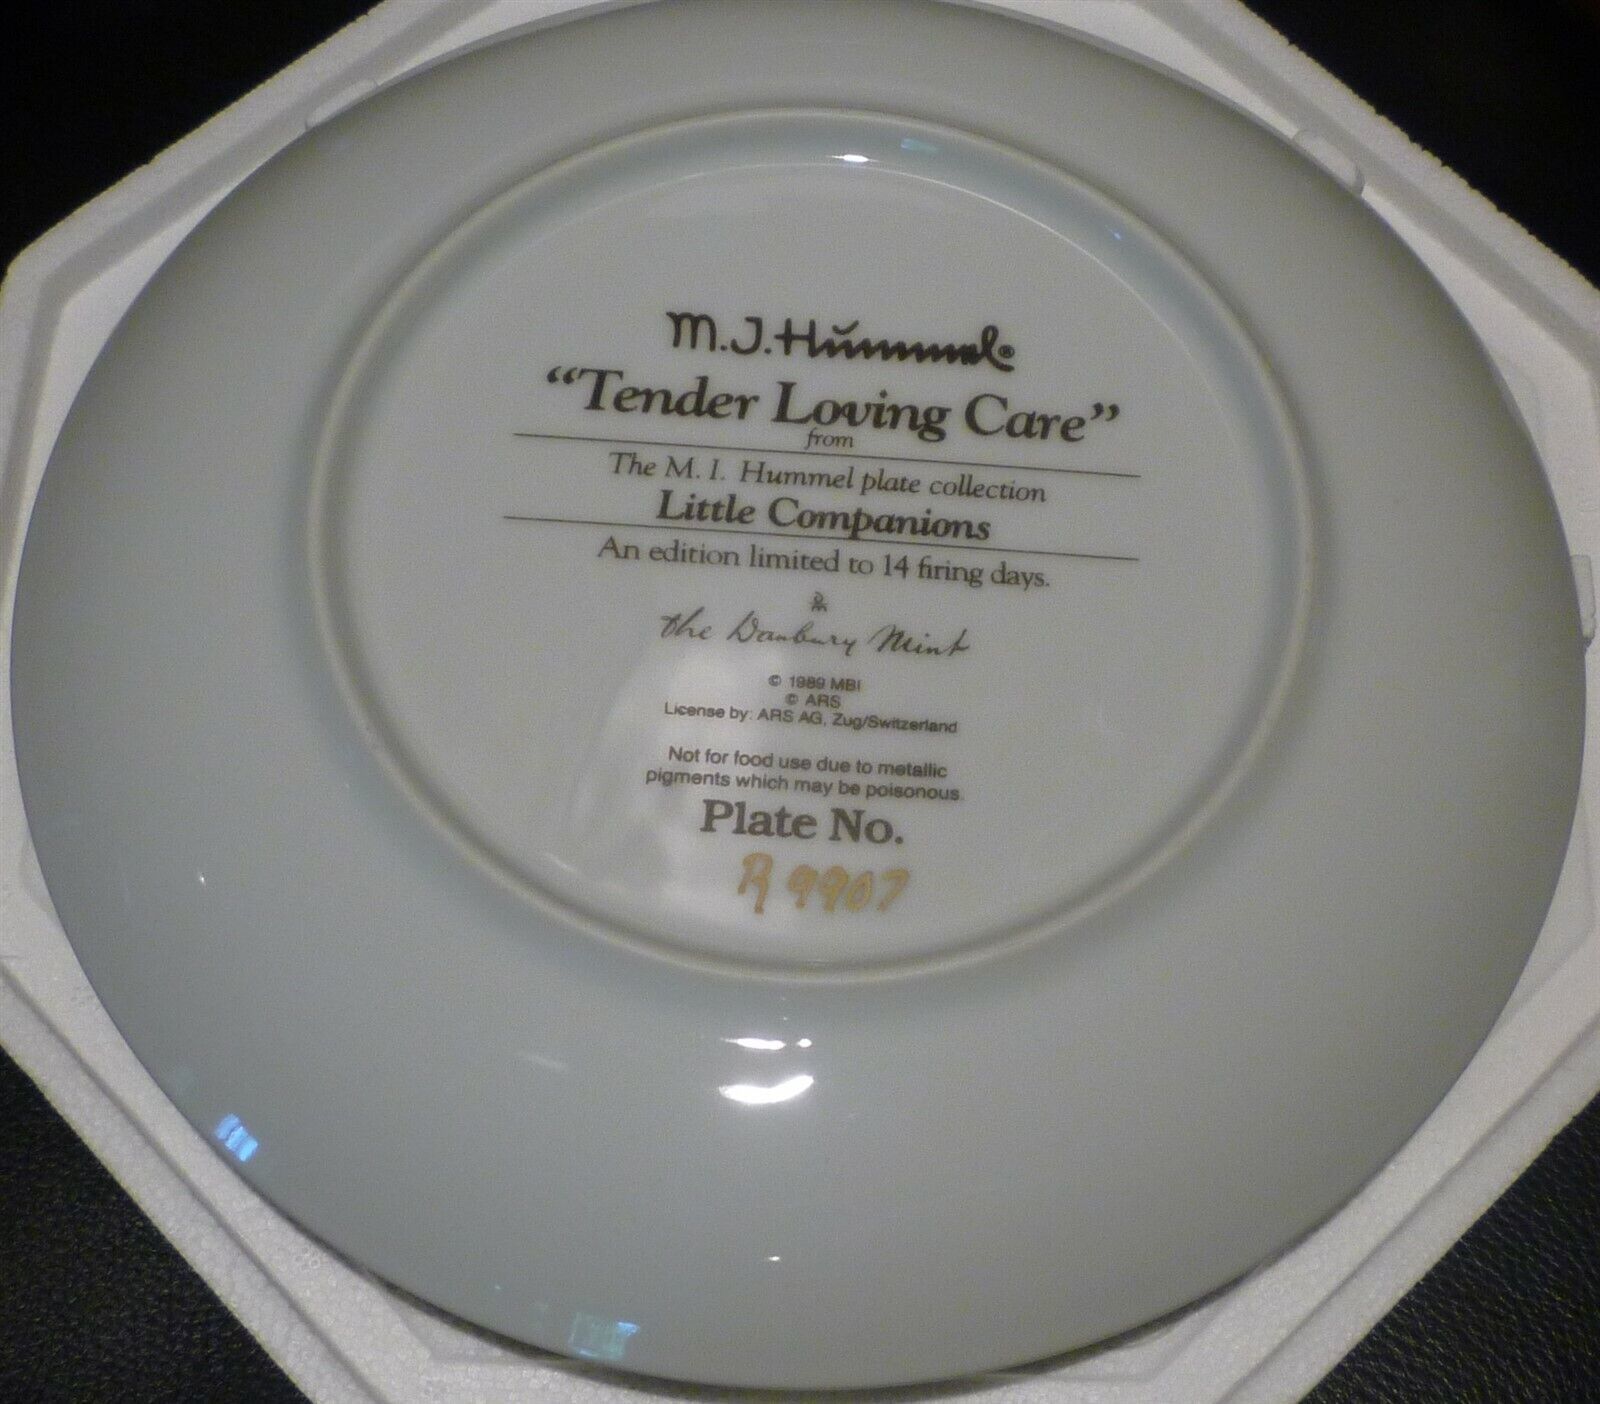 M.J. Hummel®
“Tender Loving Care”
from
The M. I. Hummel plate collection
Little Companions
An edition limited to 14 firing days.
the Danbury Mint
© 1989 MBI
© ARS
License by: ARS AG, Zug/Switzerland
Not for food use due to metallic
pigments which may be poisonous.
Plate No.
R 9907